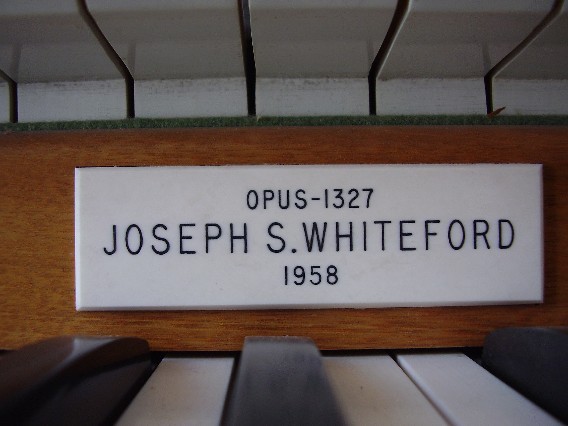 OPUS-1327
JOSEPH S. WHITEFORD
1958